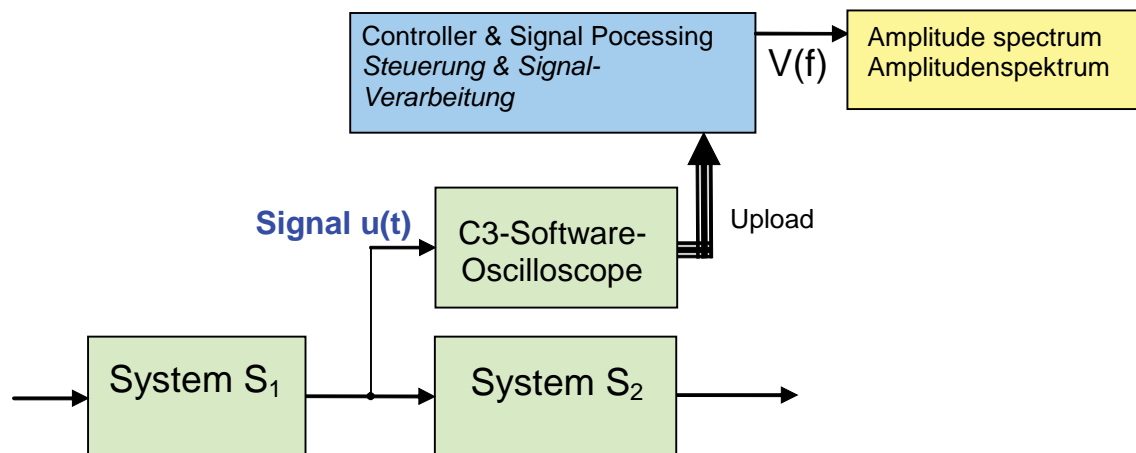 Controller & Signal Pocessing
Steuerung & Signal-
Verarbeitung
V(f)
Amplitude spectrum
Amplitudenspektrum
Signal u(t)
C3-Software-
Oscilloscope
Upload
System S₁
System S₂